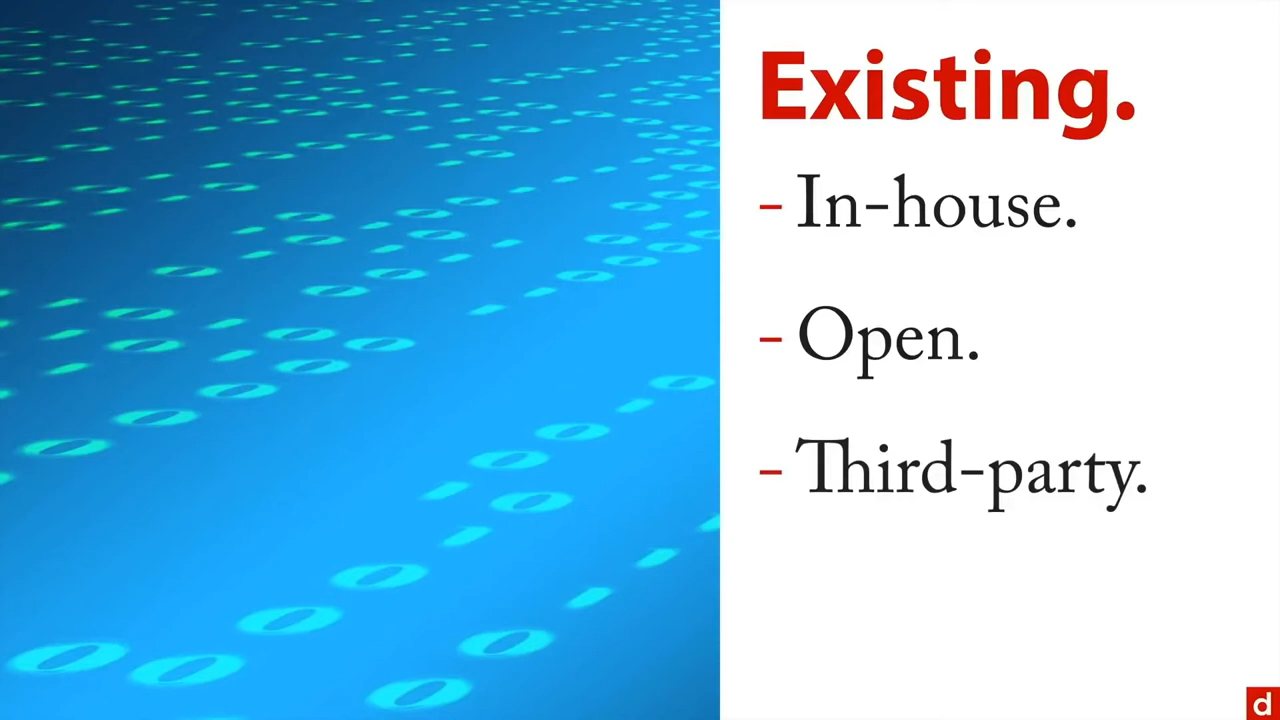 Existing.
- In-house.
- Open.
- Third-party.
d